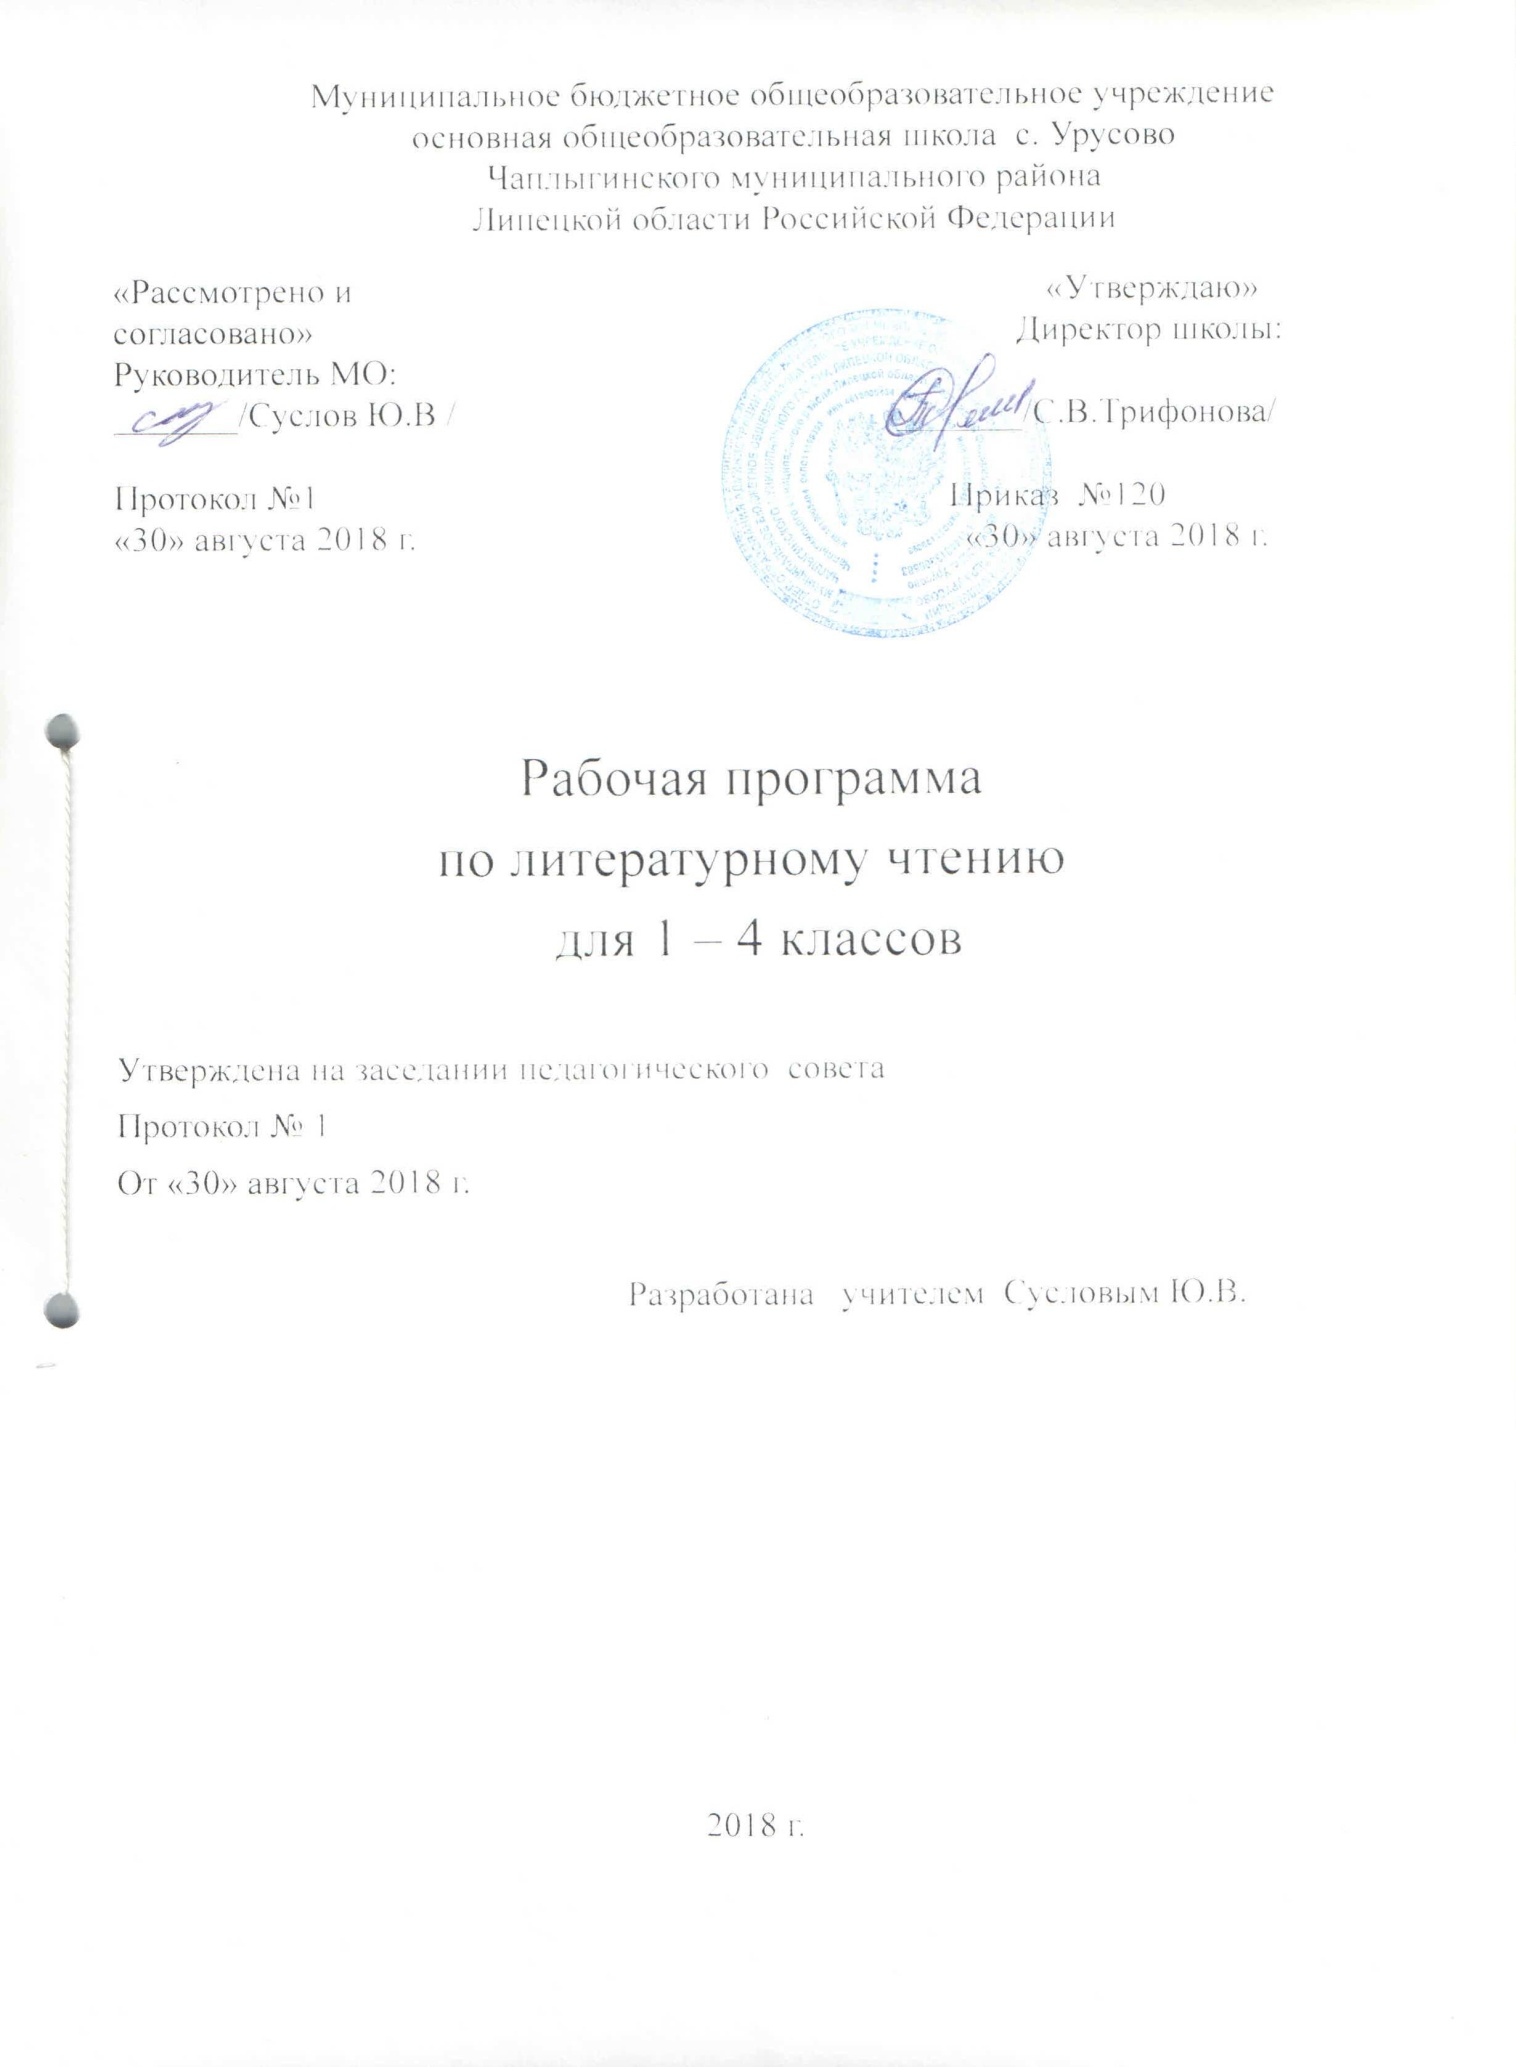 Муниципальное бюджетное общеобразовательное учреждение
основная общеобразовательная школа с. Урусово
Чаплыгинского муниципального района
Липецкой области Российской Федерации
«Рассмотрено и
согласовано»
Руководитель МО:
/Суслов Ю.В /
Протокол №1
«30» августа 2018 г.
«Утверждаю»
Директор школы:
/С.В.Трифонова/
Приказ №120
«30» августа 2018 г.
Рабочая программа
по литературному чтению
для 1 – 4 классов
Утверждена на заседании педагогического совета
Протокол № 1
От «30» августа 2018 г.
Разработана учителем Сусловым Ю.В.
2018 г.